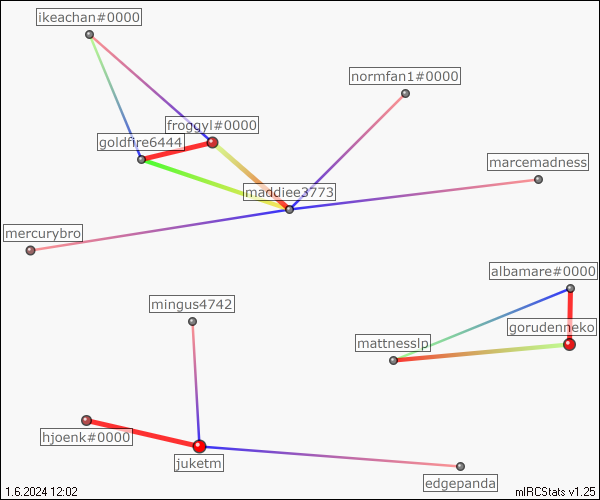 ikeachan#0000
normfan1#0000
froggyl#0000
goldfire6444
marcemadness
maddiee3773
mercurybro
albamare#0000
mingus4742
gorudenneko
mattnesslp
hjoenk#0000
juketm
edgepanda
1.6.2024 12:02
mIRCStats v1.25